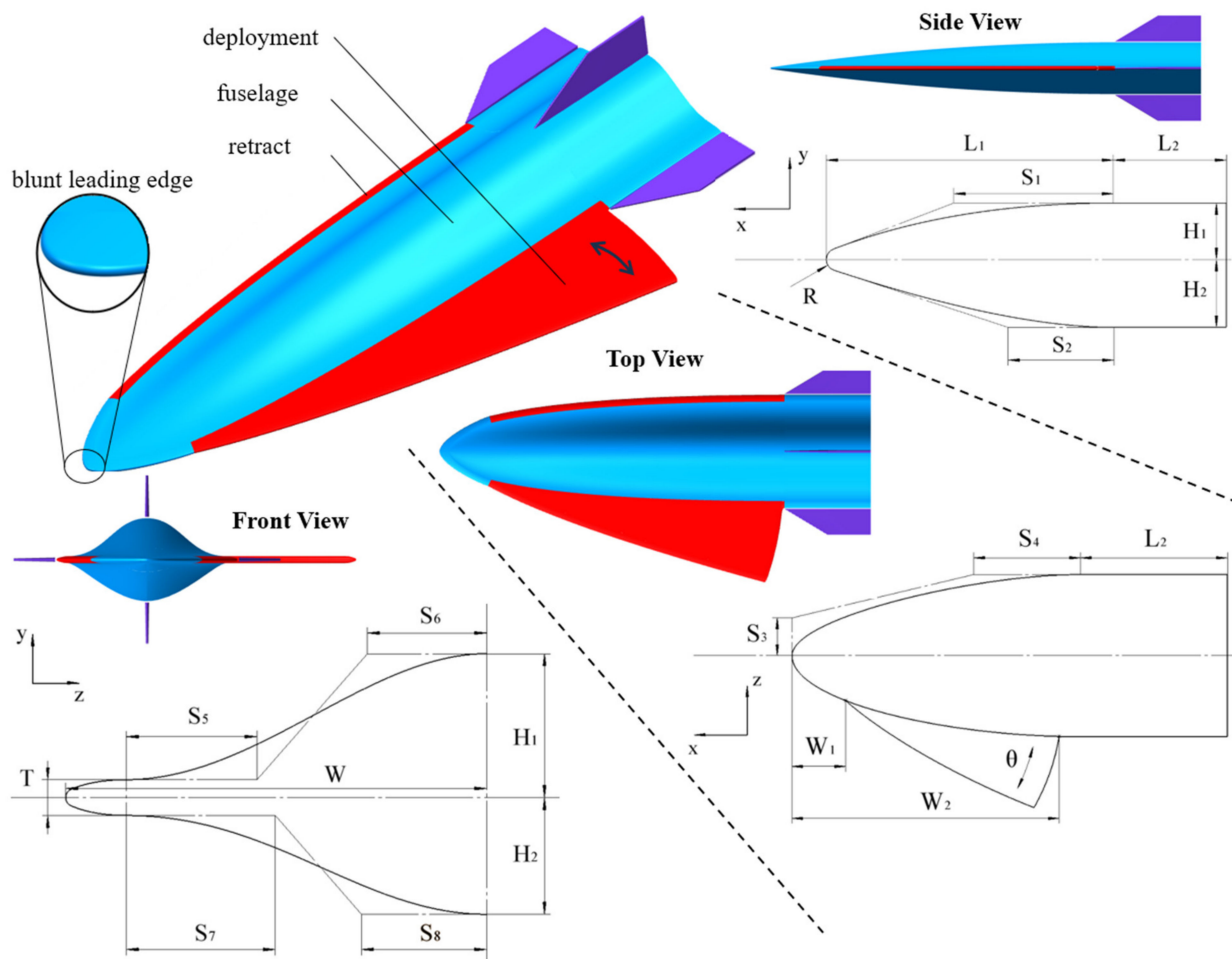 deployment
fuselage
retract
blunt leading edge
Side View
L1
L2
y
S1
x
H1
R
H2
S2
Top View
Front View
S4
L2
S3
z
x
W1
θ
W2
y
z
S6
S5
H1
T
W
H2
S7
S8